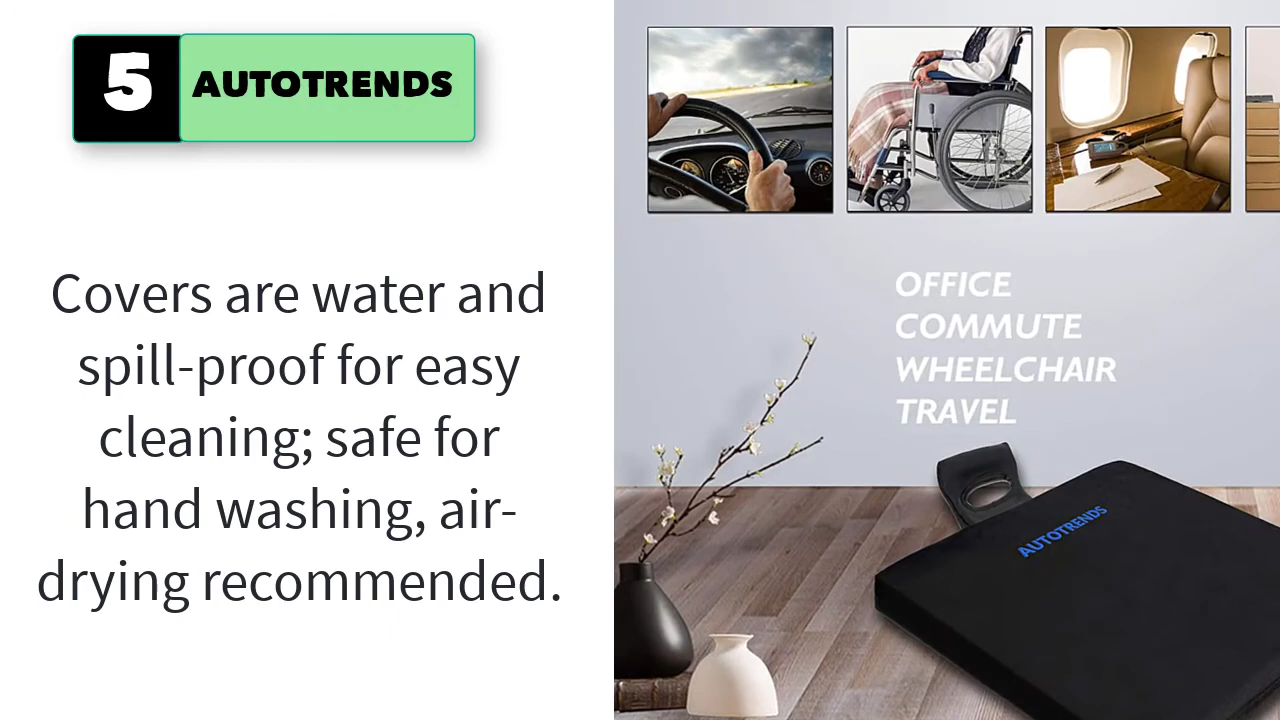 5
AUTOTRENDS
Covers are water and
spill-proof for easy
cleaning; safe for
hand washing, air-
drying recommended.
OFFICE
COMMUTE
WHEELCHAIR
TRAVEL
AUTOTRENDS